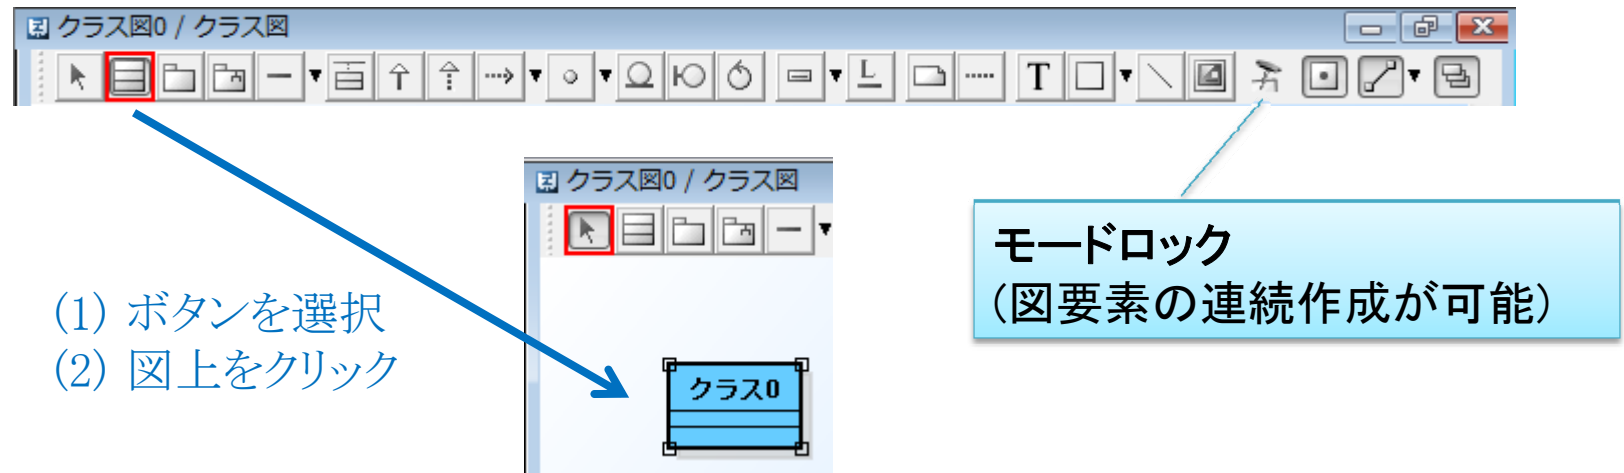 クラス図0 / クラス図
T
クラス図0 / クラス図
モードロック
(図要素の連続作成が可能)
(1) ボタンを選択
(2) 図上をクリック
クラス0